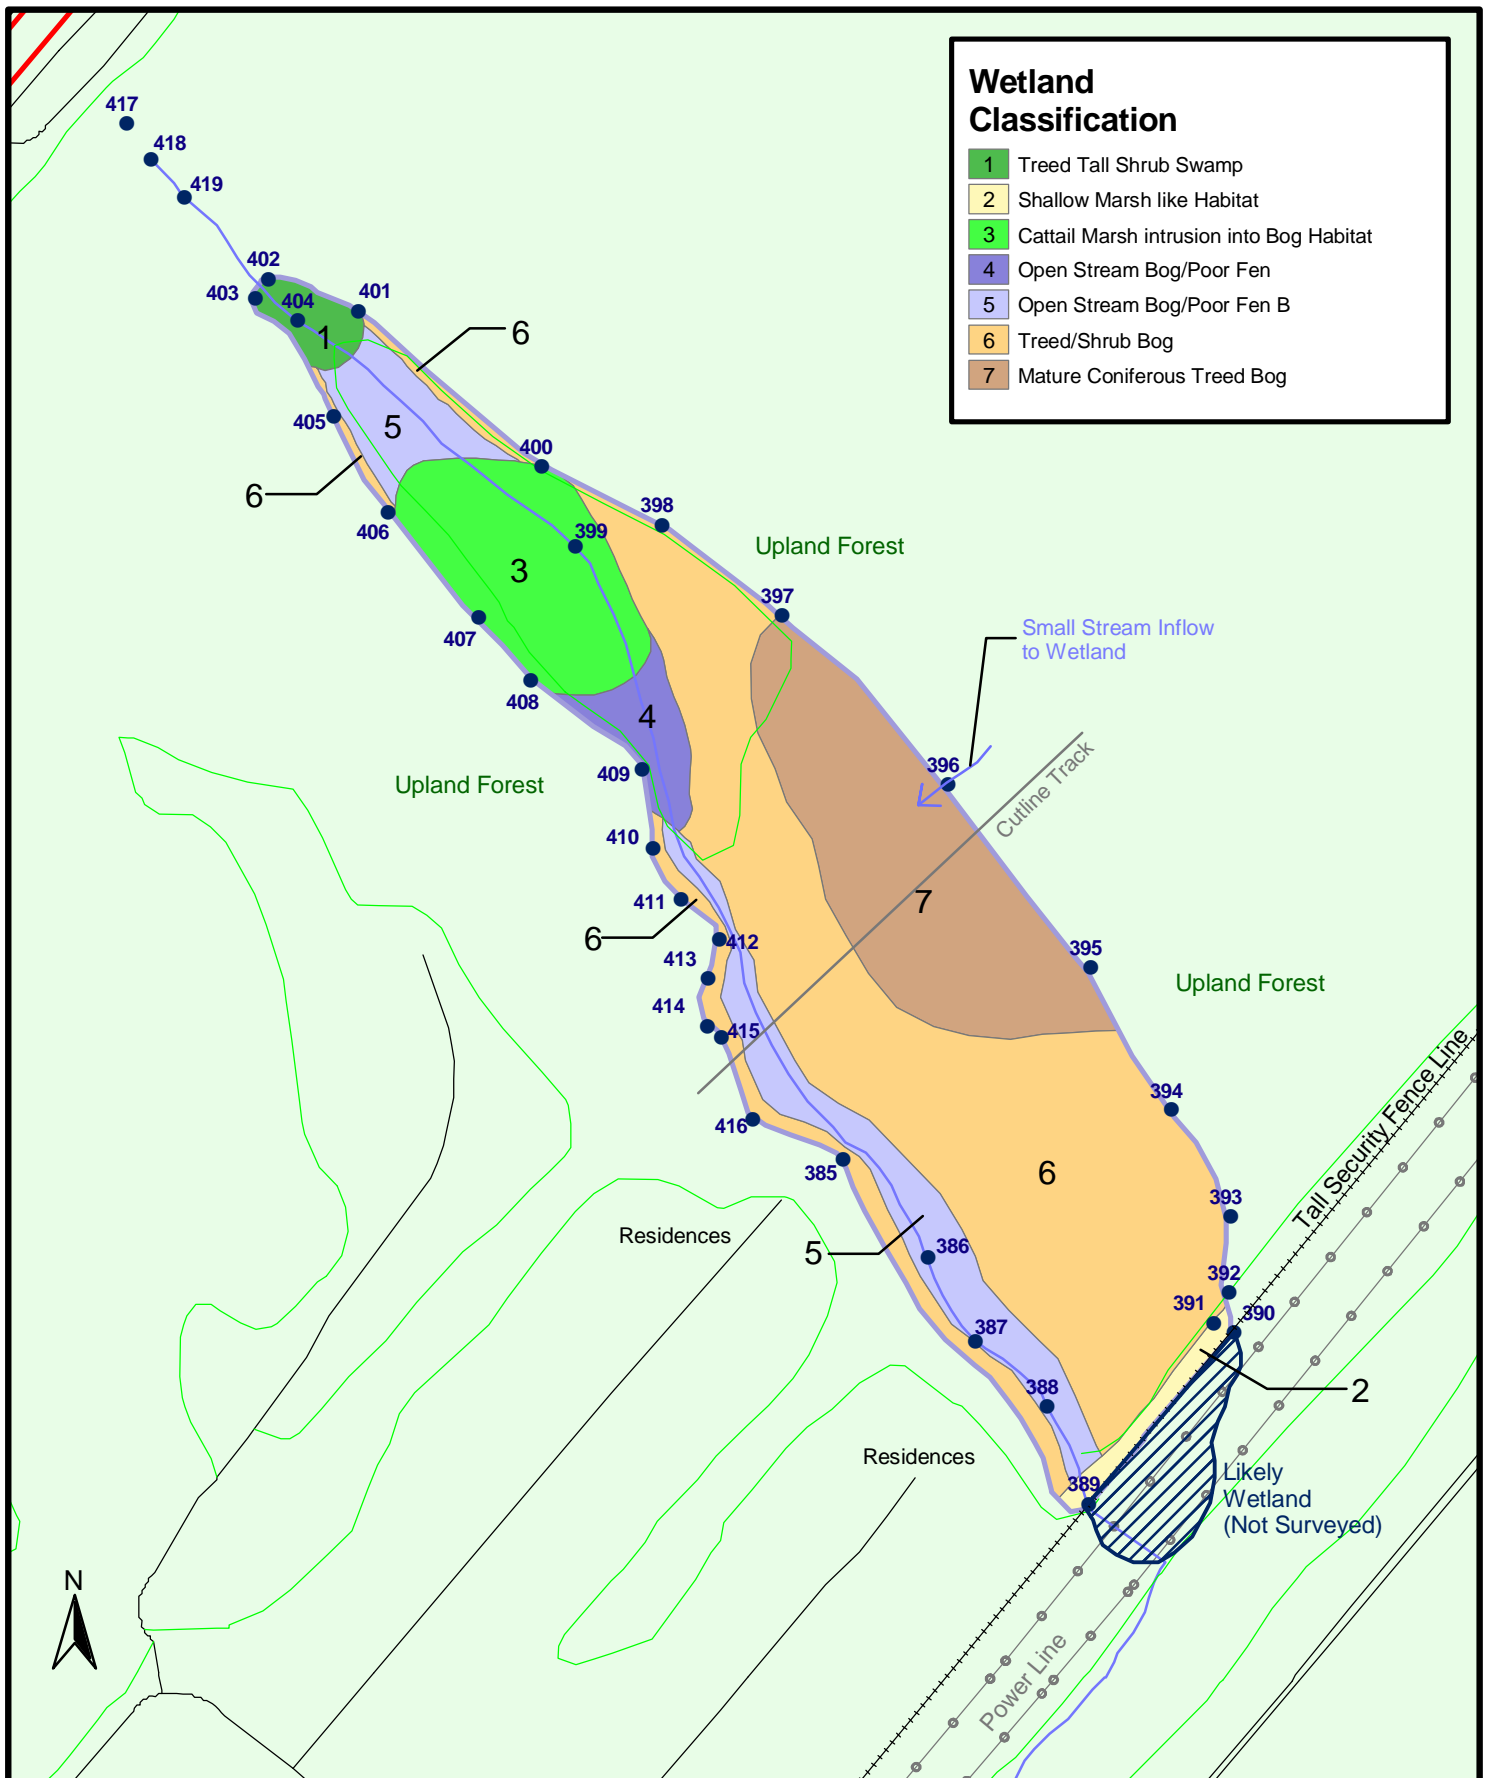 Wetland
Classification
1 Treed Tall Shrub Swamp
2 Shallow Marsh like Habitat
3 Cattail Marsh intrusion into Bog Habitat
4 Open Stream Bog/Poor Fen
5 Open Stream Bog/Poor Fen B
6 Treed/Shrub Bog
7 Mature Coniferous Treed Bog
417
418
419
402
403
404
401
1
6
405
5
400
6
406
398
399
Upland Forest
3
397
407
Small Stream Inflow
to Wetland
408
4
409
396
Upland Forest
Cutline Track
410
7
411
6
412
413
395
Upland Forest
414
415
Tall Security Fence Line
394
416
385
6
393
Residences
5
386
392
391
390
387
2
388
Residences
389
Likely
Wetland
(Not Surveyed)
N
Power Line